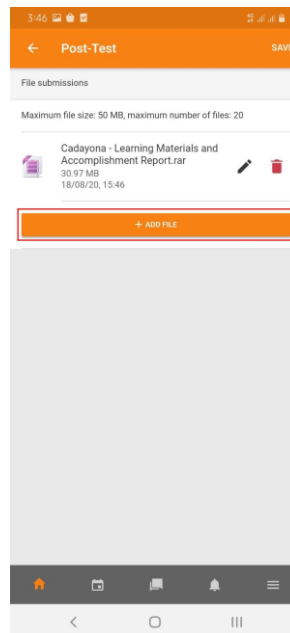 3:46
Post-Test
SAVE
File submissions
Maximum file size: 50 MB, maximum number of files: 20
Cadayona - Learning Materials and
Accomplishment Report.rar
30.97 MB
18/08/20, 15:46
+ ADD FILE